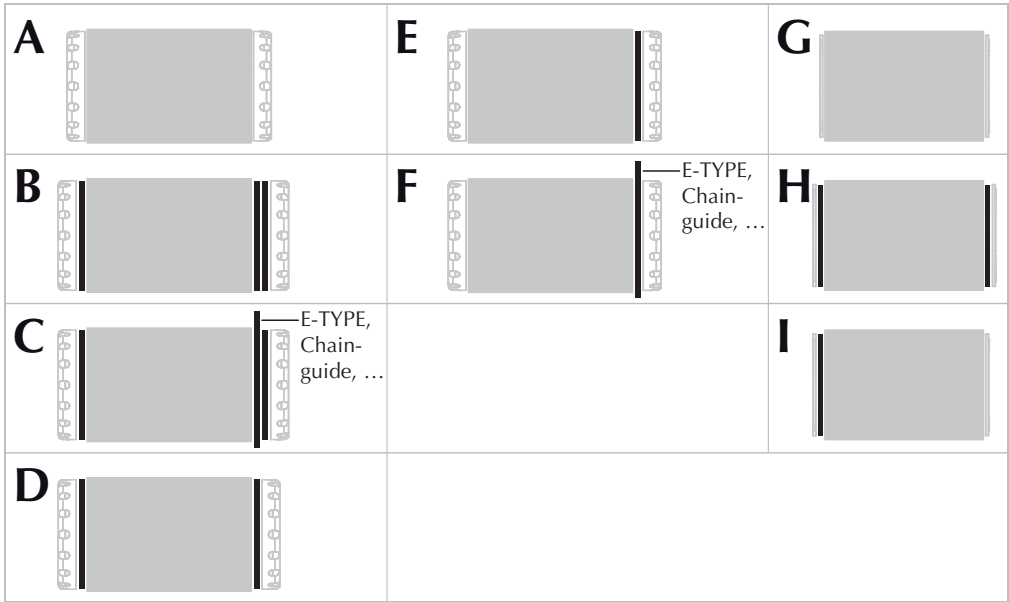 A
E
G
B
F
E-TYPE,
Chain-
guide, …
H
C
E-TYPE,
Chain-
guide, …
I
D